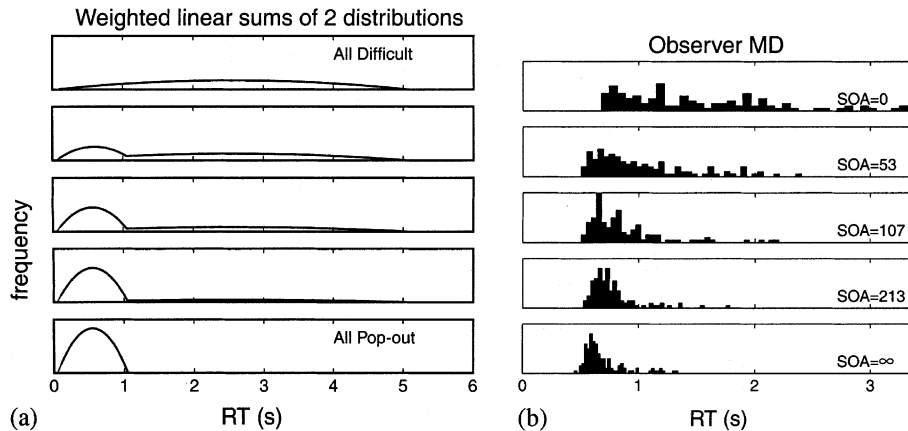 Weighted linear sums of 2 distributions
All Difficult
All Pop-out
frequency
0 1 2 3 4 5 6
(a) RT (s)
Observer MD
SOA=0
SOA=53
SOA=107
SOA=213
SOA=∞
0 1 2 3
(b) RT (s)